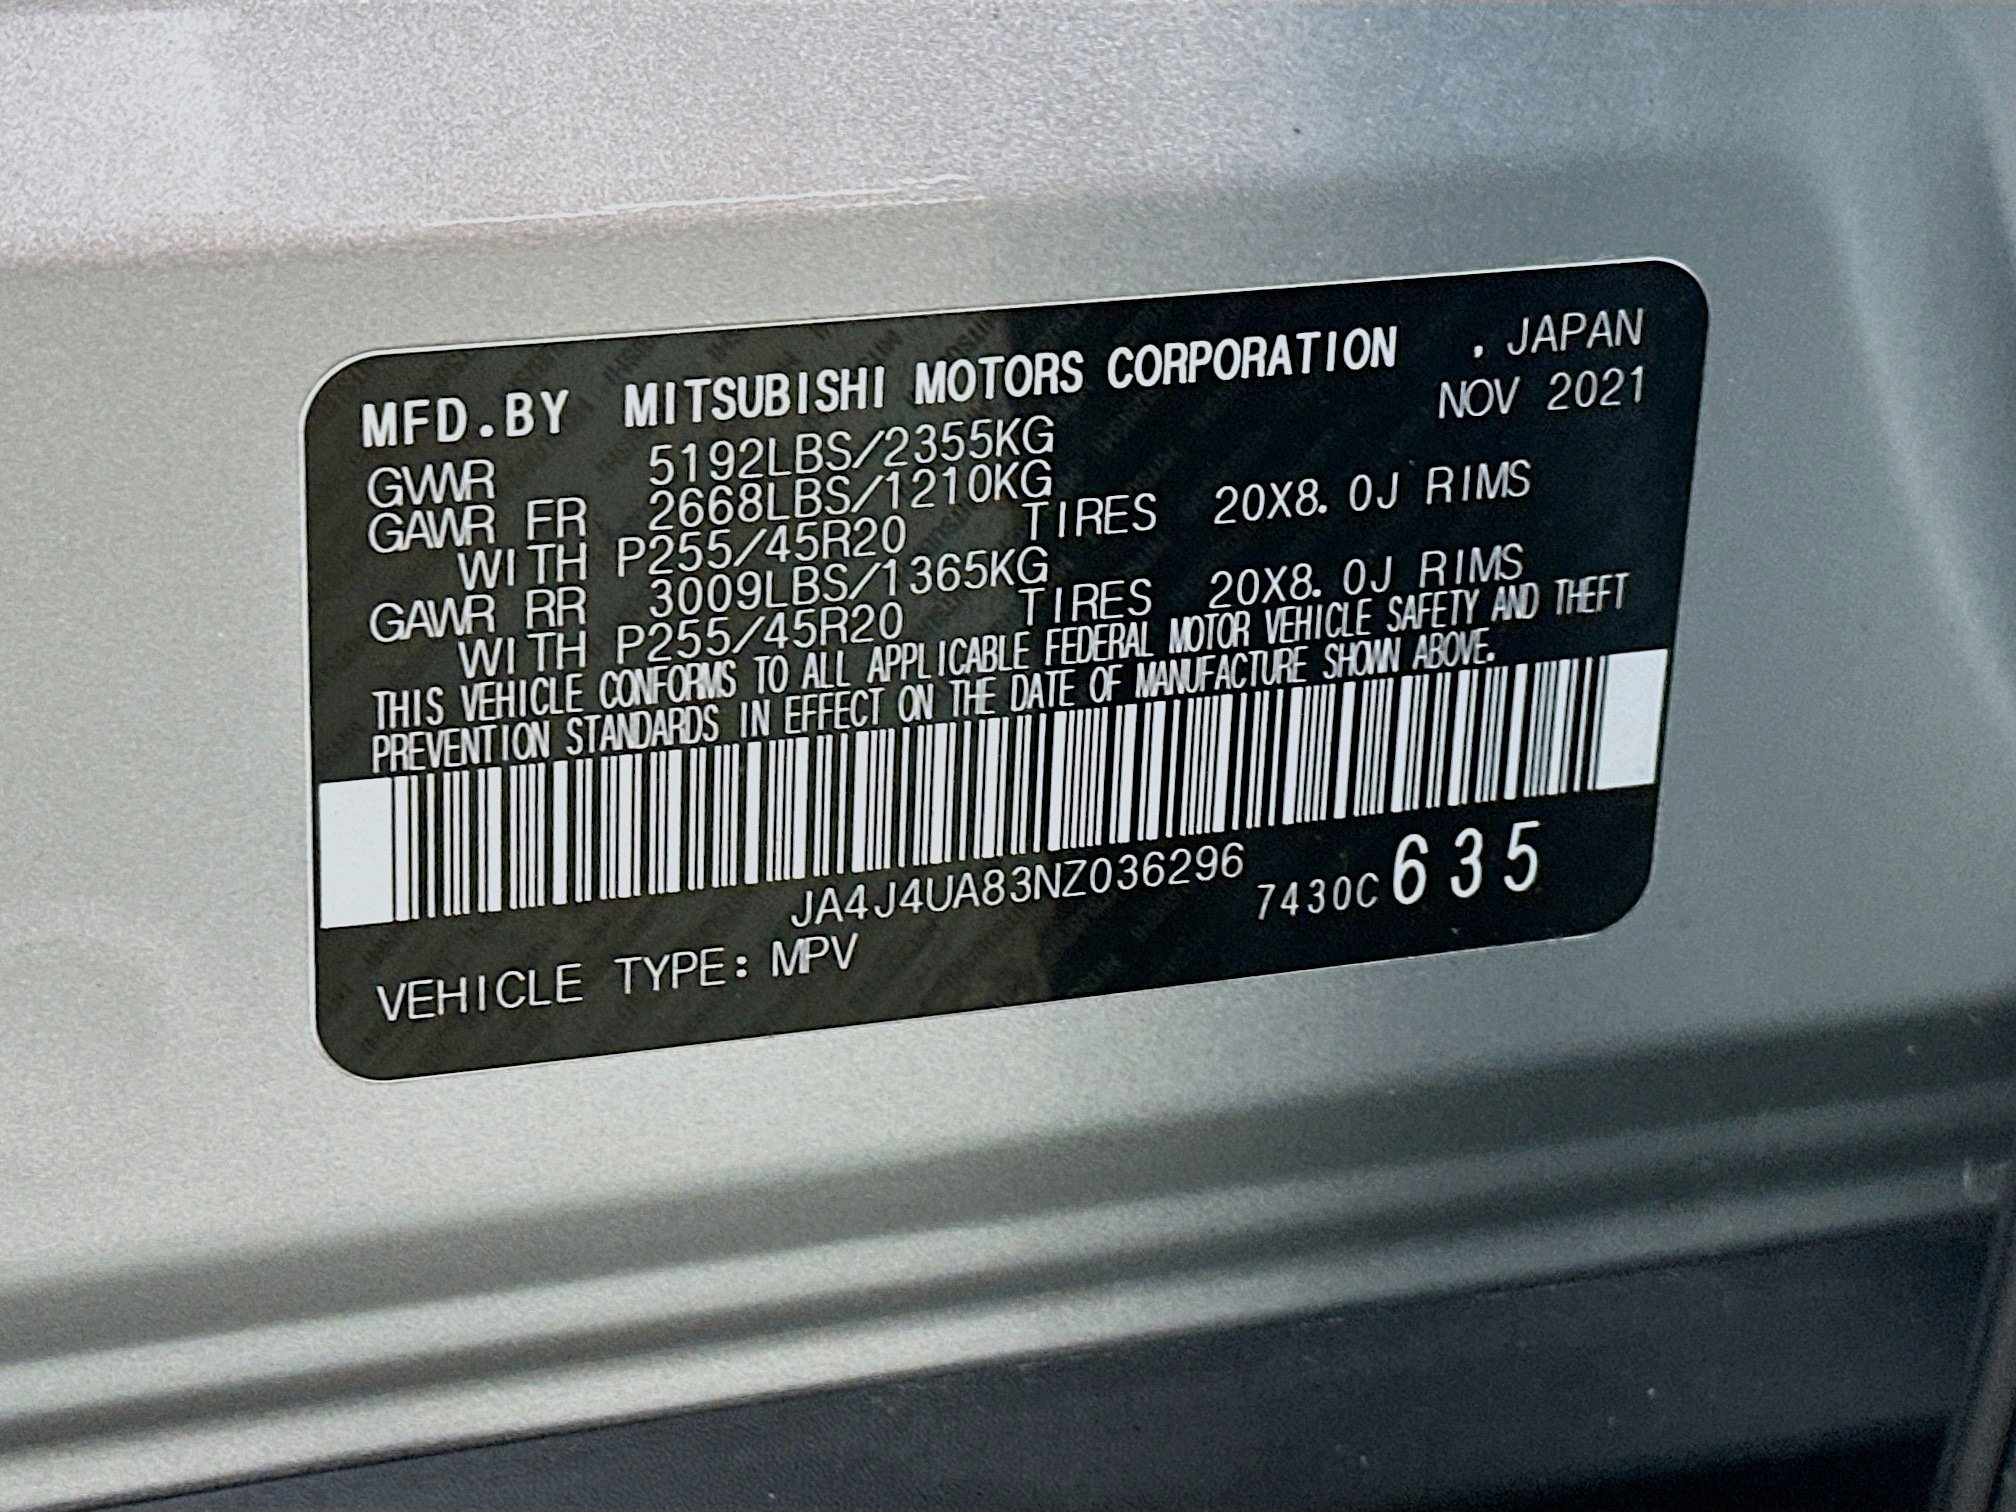 MFD.BY MITSUBISHI MOTORS CORPORATION , JAPAN
NOV 2021
GVWR 5192LBS/2355KG
GAWR FR 2668LBS/1210KG
WITH P255/45R20 TIRES 20X8.0J RIMS
GAWR RR 3009LBS/1365KG
WITH P255/45R20 TIRES 20X8.0J RIMS
THIS VEHICLE CONFORMS TO ALL APPLICABLE FEDERAL MOTOR VEHICLE SAFETY AND THEFT
PREVENTION STANDARDS IN EFFECT ON THE DATE OF MANUFACTURE SHOWN ABOVE.
JA4J4UA83NZ036296 7430C635
VEHICLE TYPE: MPV